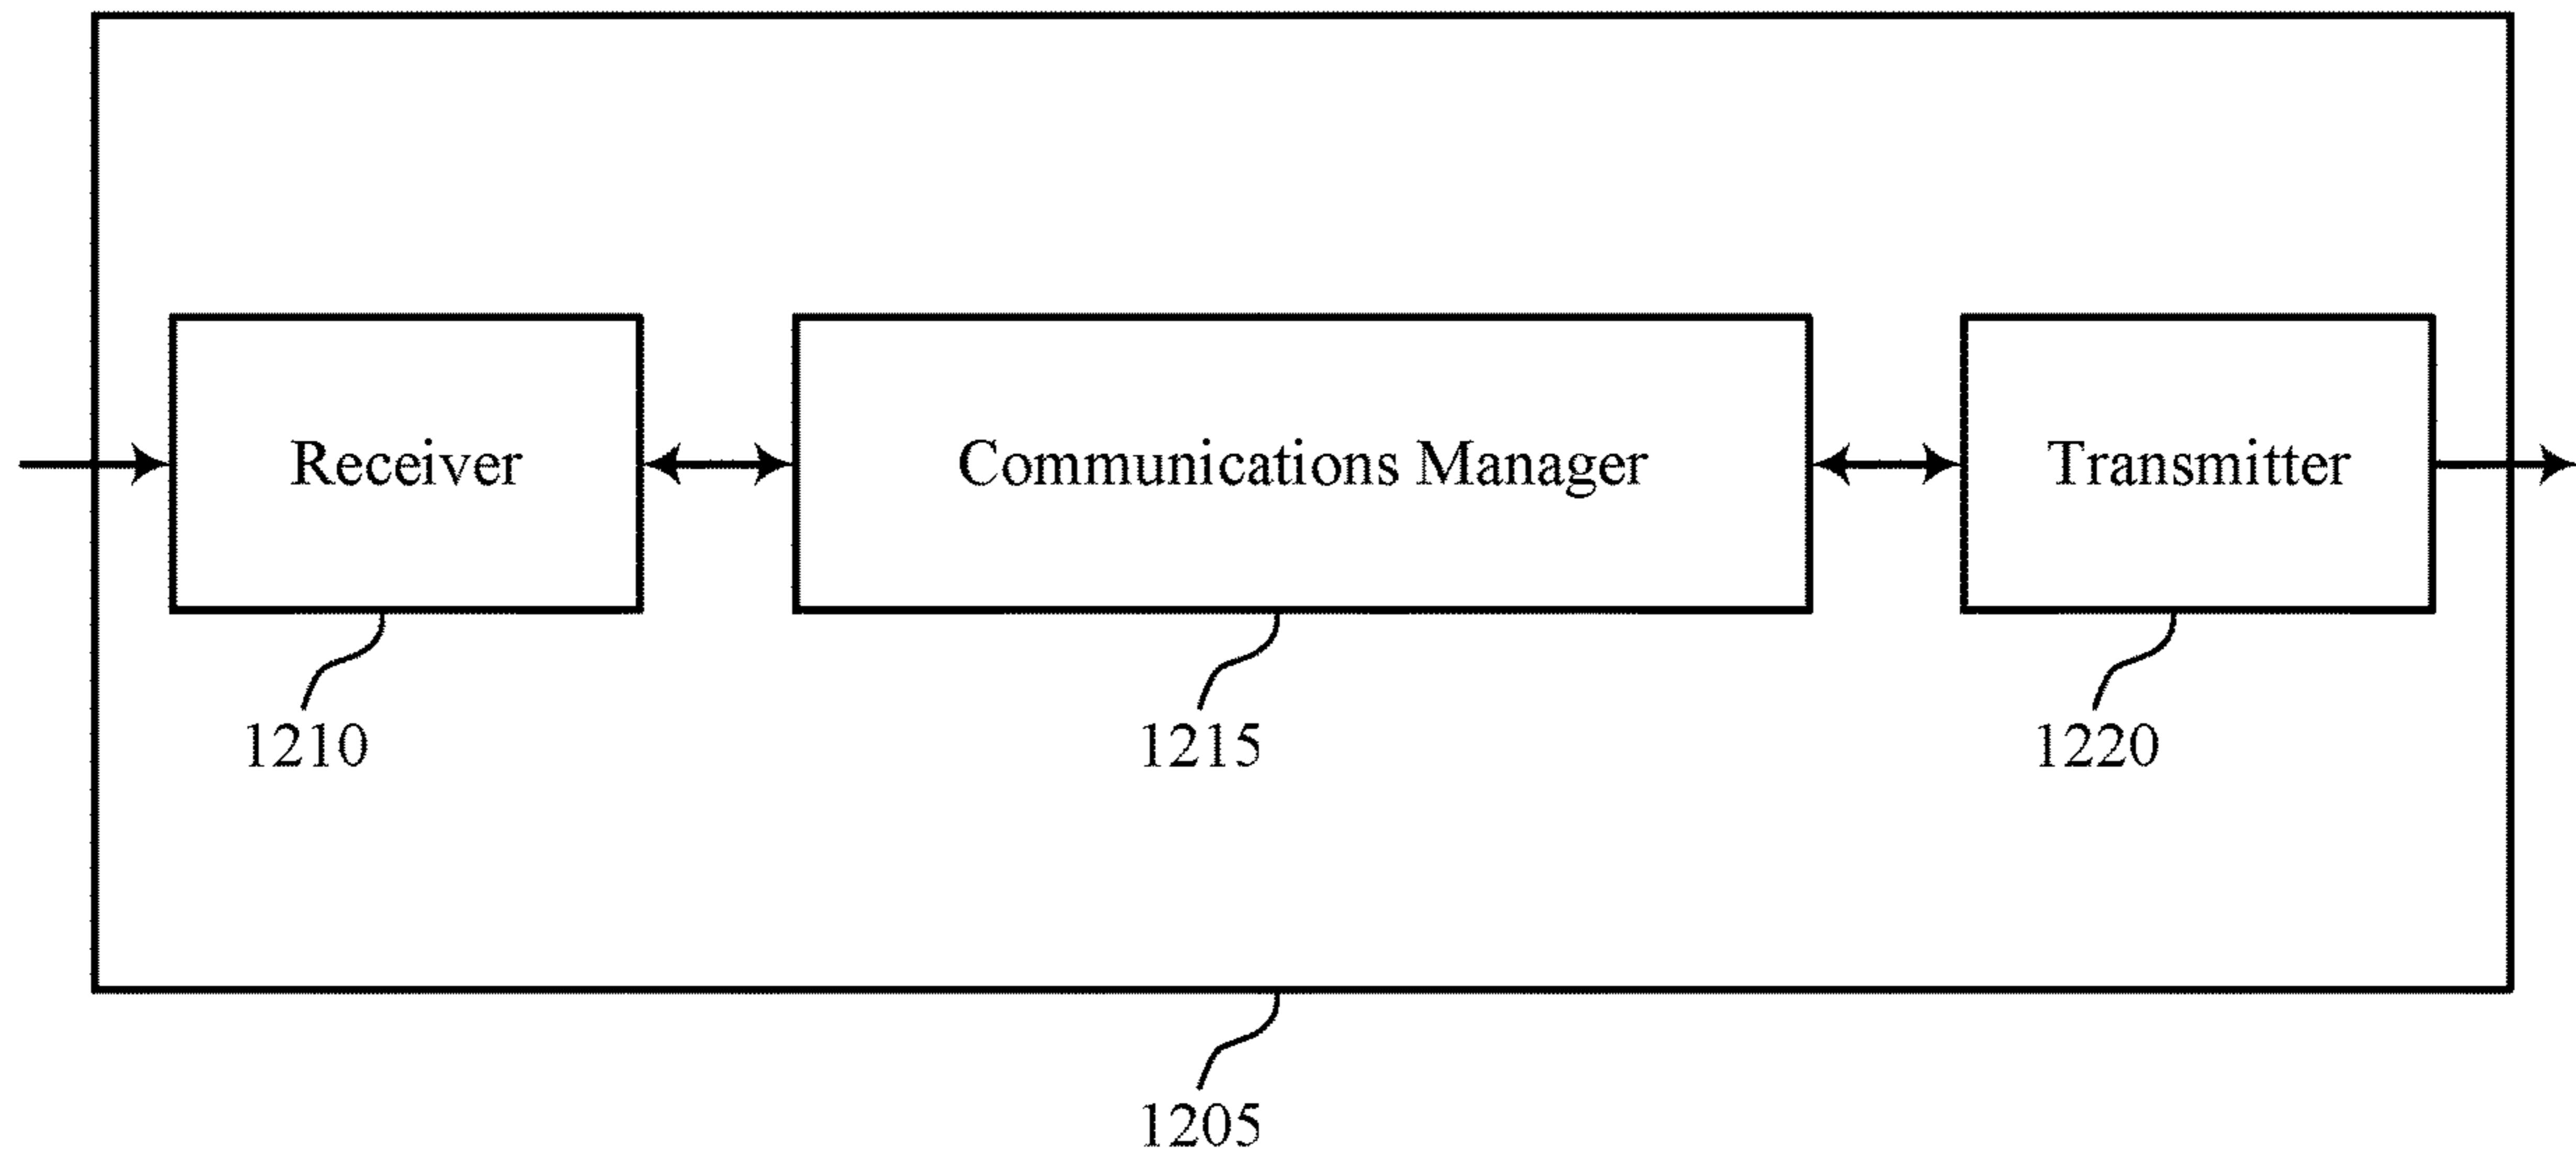 Receiver
Communications Manager
Transmitter
1210
1215
1220
1205